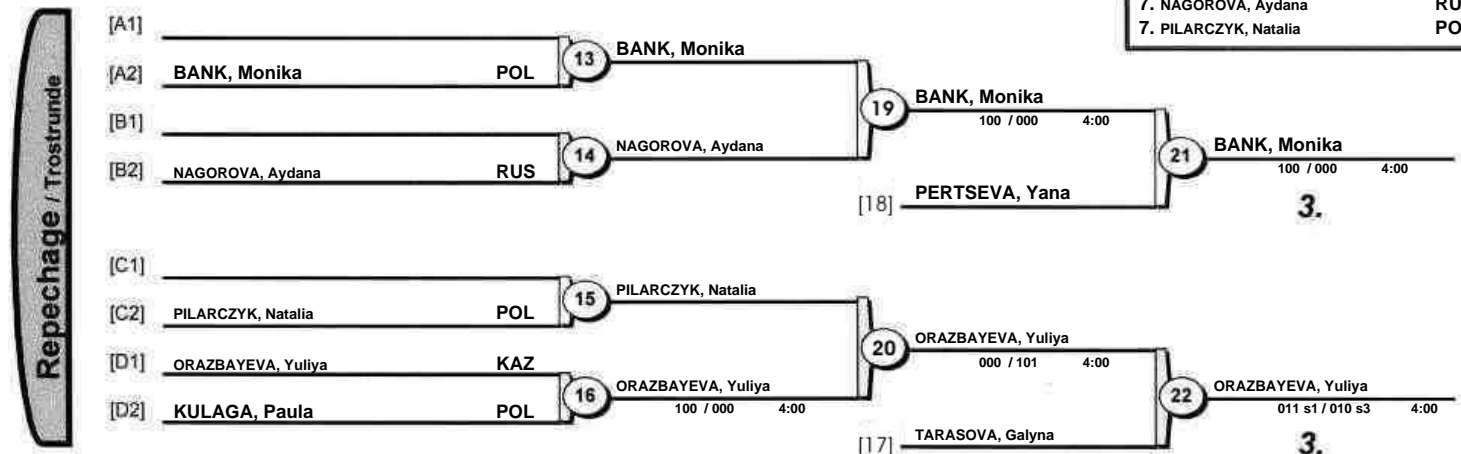 7. NAGOROVA, Aydana RU
7. PILARCZYK, Natalia PO
Repechage / Trostrunde
[A1]
[A2] BANK, Monika POL
13
BANK, Monika
[B1]
[B2] NAGOROVA, Aydana RUS
14
NAGOROVA, Aydana
19
BANK, Monika
100 / 000 4:00
[18] PERTSEVA, Yana
21
BANK, Monika
100 / 000 4:00
3.
[C1]
[C2] PILARCZYK, Natalia POL
15
PILARCZYK, Natalia
[D1] ORAZBAYEVA, Yuliya KAZ
[D2] KULAGA, Paula POL
16
ORAZBAYEVA, Yuliya
100 / 000 4:00
20
ORAZBAYEVA, Yuliya
000 / 101 4:00
[17] TARASOVA, Galyna
22
ORAZBAYEVA, Yuliya
011 s1 / 010 s3 4:00
3.